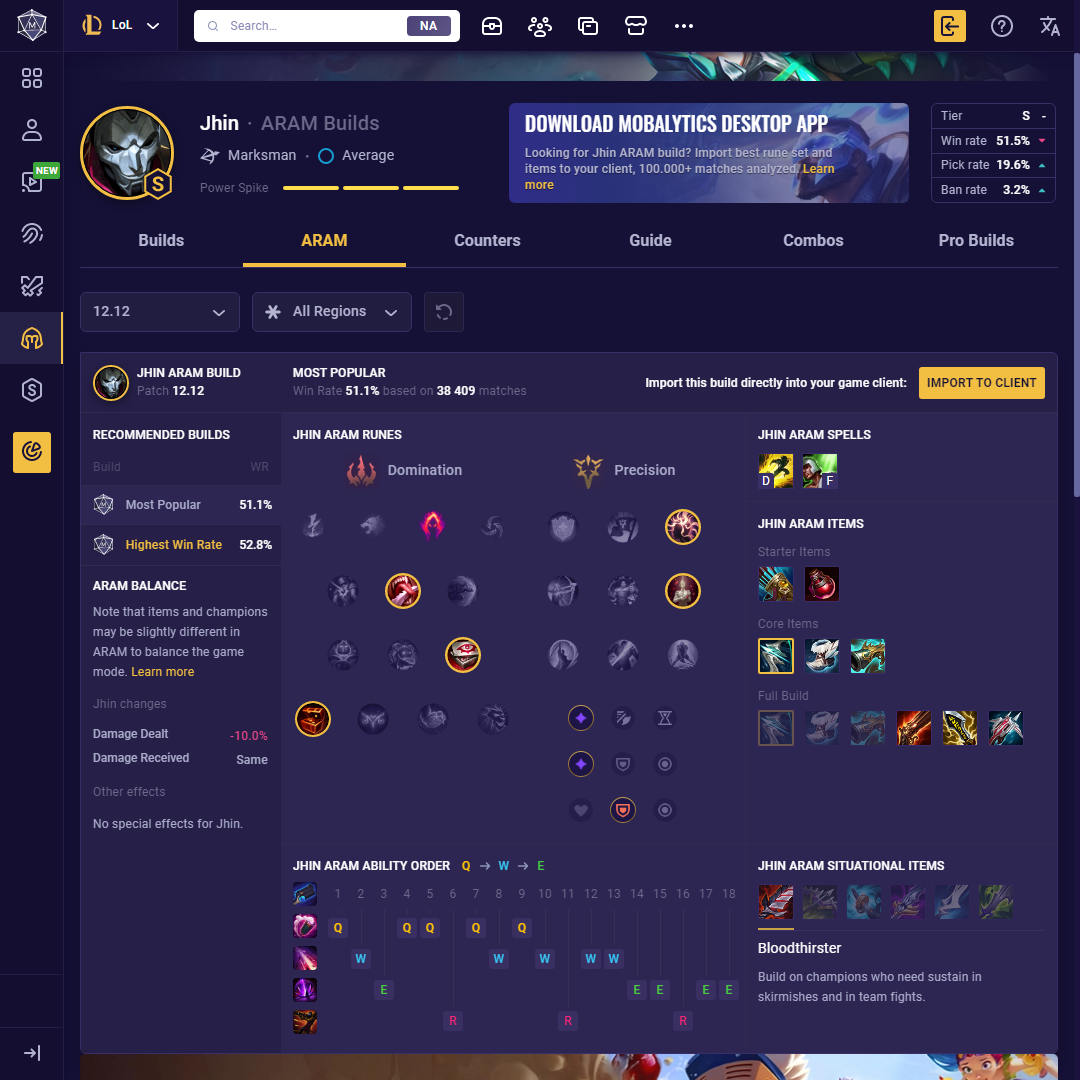 LoL
Search...
NA
NEW
Jhin · ARAM Builds
Marksman · Average
Power Spike
S
DOWNLOAD MOBALYTICS DESKTOP APP
Looking for Jhin ARAM build? Import best rune set and
items to your client, 100.000+ matches analyzed. Learn
more
Tier S -
Win rate 51.5%
Pick rate 19.6%
Ban rate 3.2%
Builds
ARAM
Counters
Guide
Combos
Pro Builds
12.12
All Regions
JHIN ARAM BUILD
Patch 12.12
MOST POPULAR
Win Rate 51.1% based on 38 409 matches
Import this build directly into your game client:
IMPORT TO CLIENT
RECOMMENDED BUILDS
Build WR
Most Popular 51.1%
Highest Win Rate 52.8%
ARAM BALANCE
Note that items and champions
may be slightly different in
ARAM to balance the game
mode. Learn more
Jhin changes
Damage Dealt -10.0%
Damage Received Same
Other effects
No special effects for Jhin.
JHIN ARAM RUNES
Domination
Precision
JHIN ARAM SPELLS
D F
JHIN ARAM ITEMS
Starter Items
Core Items
Full Build
JHIN ARAM ABILITY ORDER Q → W → E
1 2 3 4 5 6 7 8 9 10 11 12 13 14 15 16 17 18
Q Q Q Q Q
W W W W W
E E E E E
R R R
JHIN ARAM SITUATIONAL ITEMS
Bloodthirster
Build on champions who need sustain in
skirmishes and in team fights.